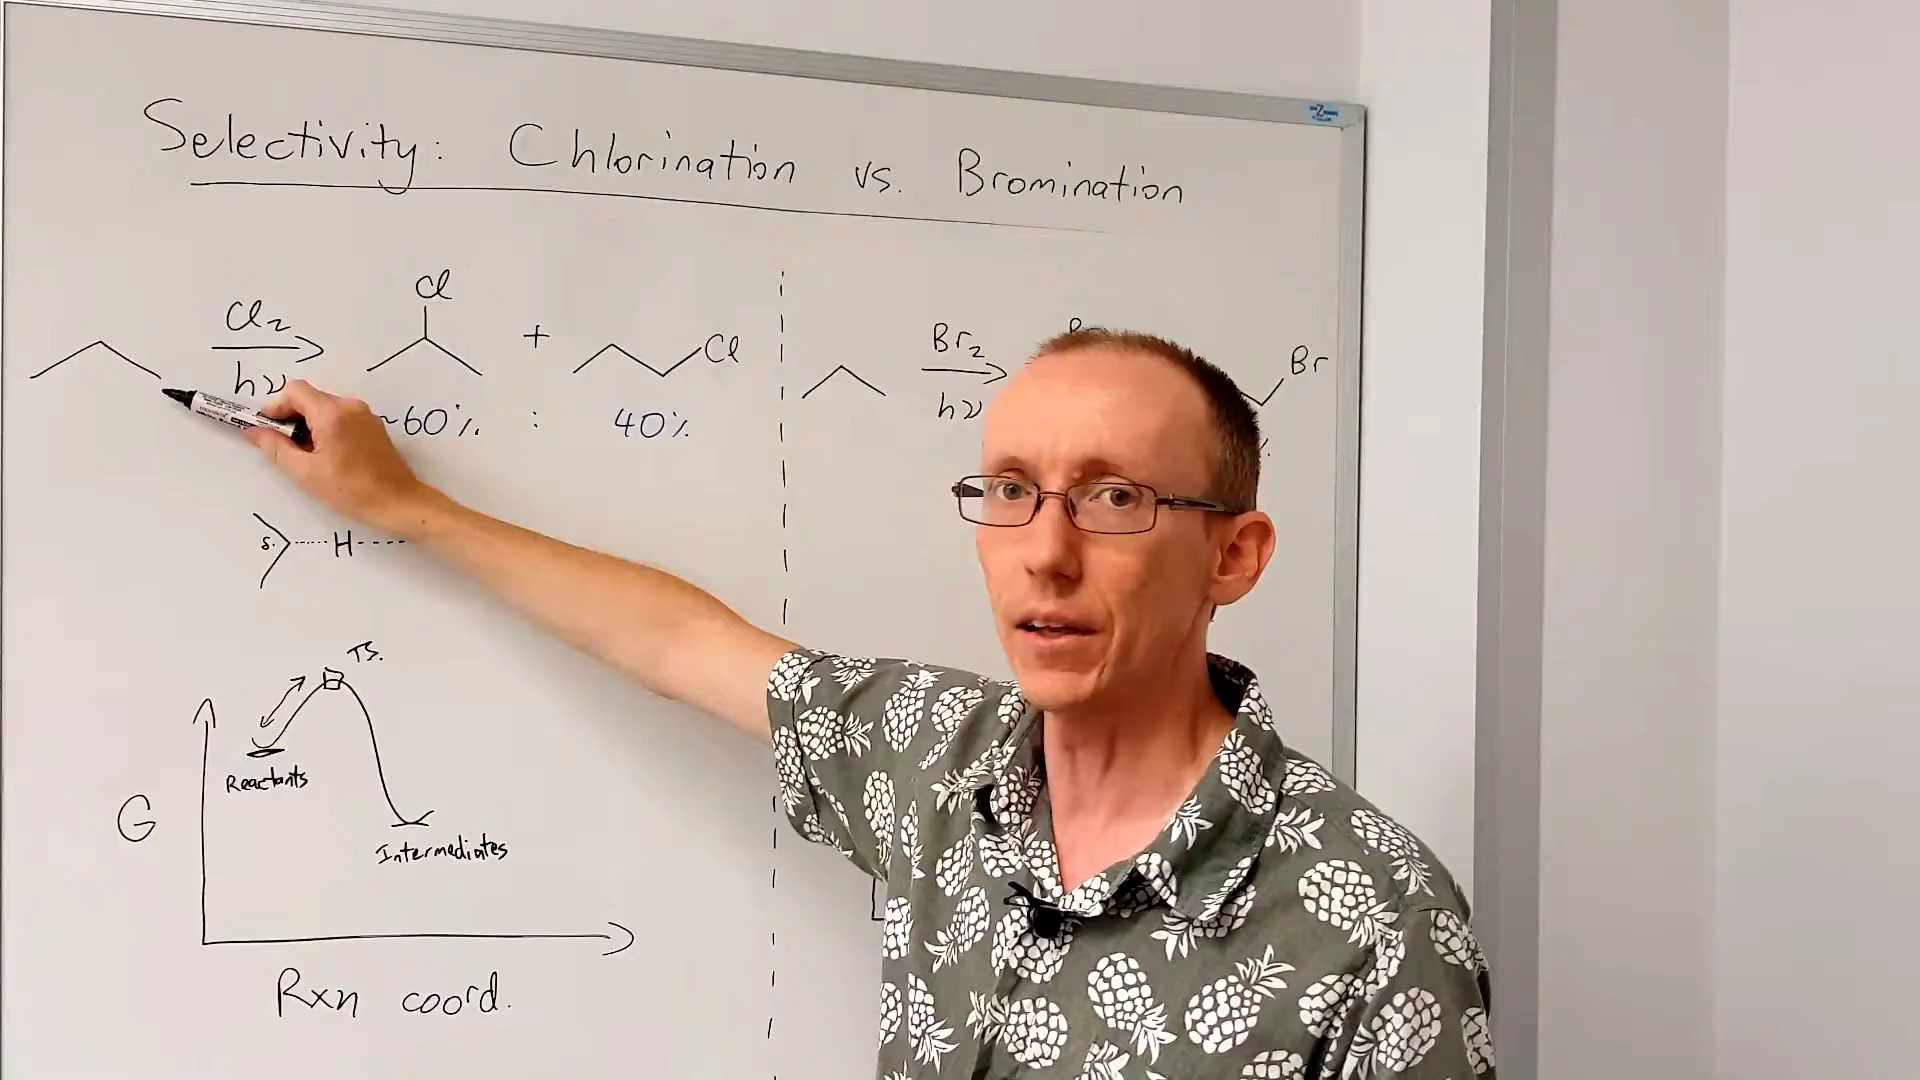 Selectivity: Chlorination vs. Bromination
Cl
Cl₂
hν
+
Cl
~60% : 40%
Br₂
hν
Br
δ· H
TS.
Reactants
Intermediates
G
Rxn coord.